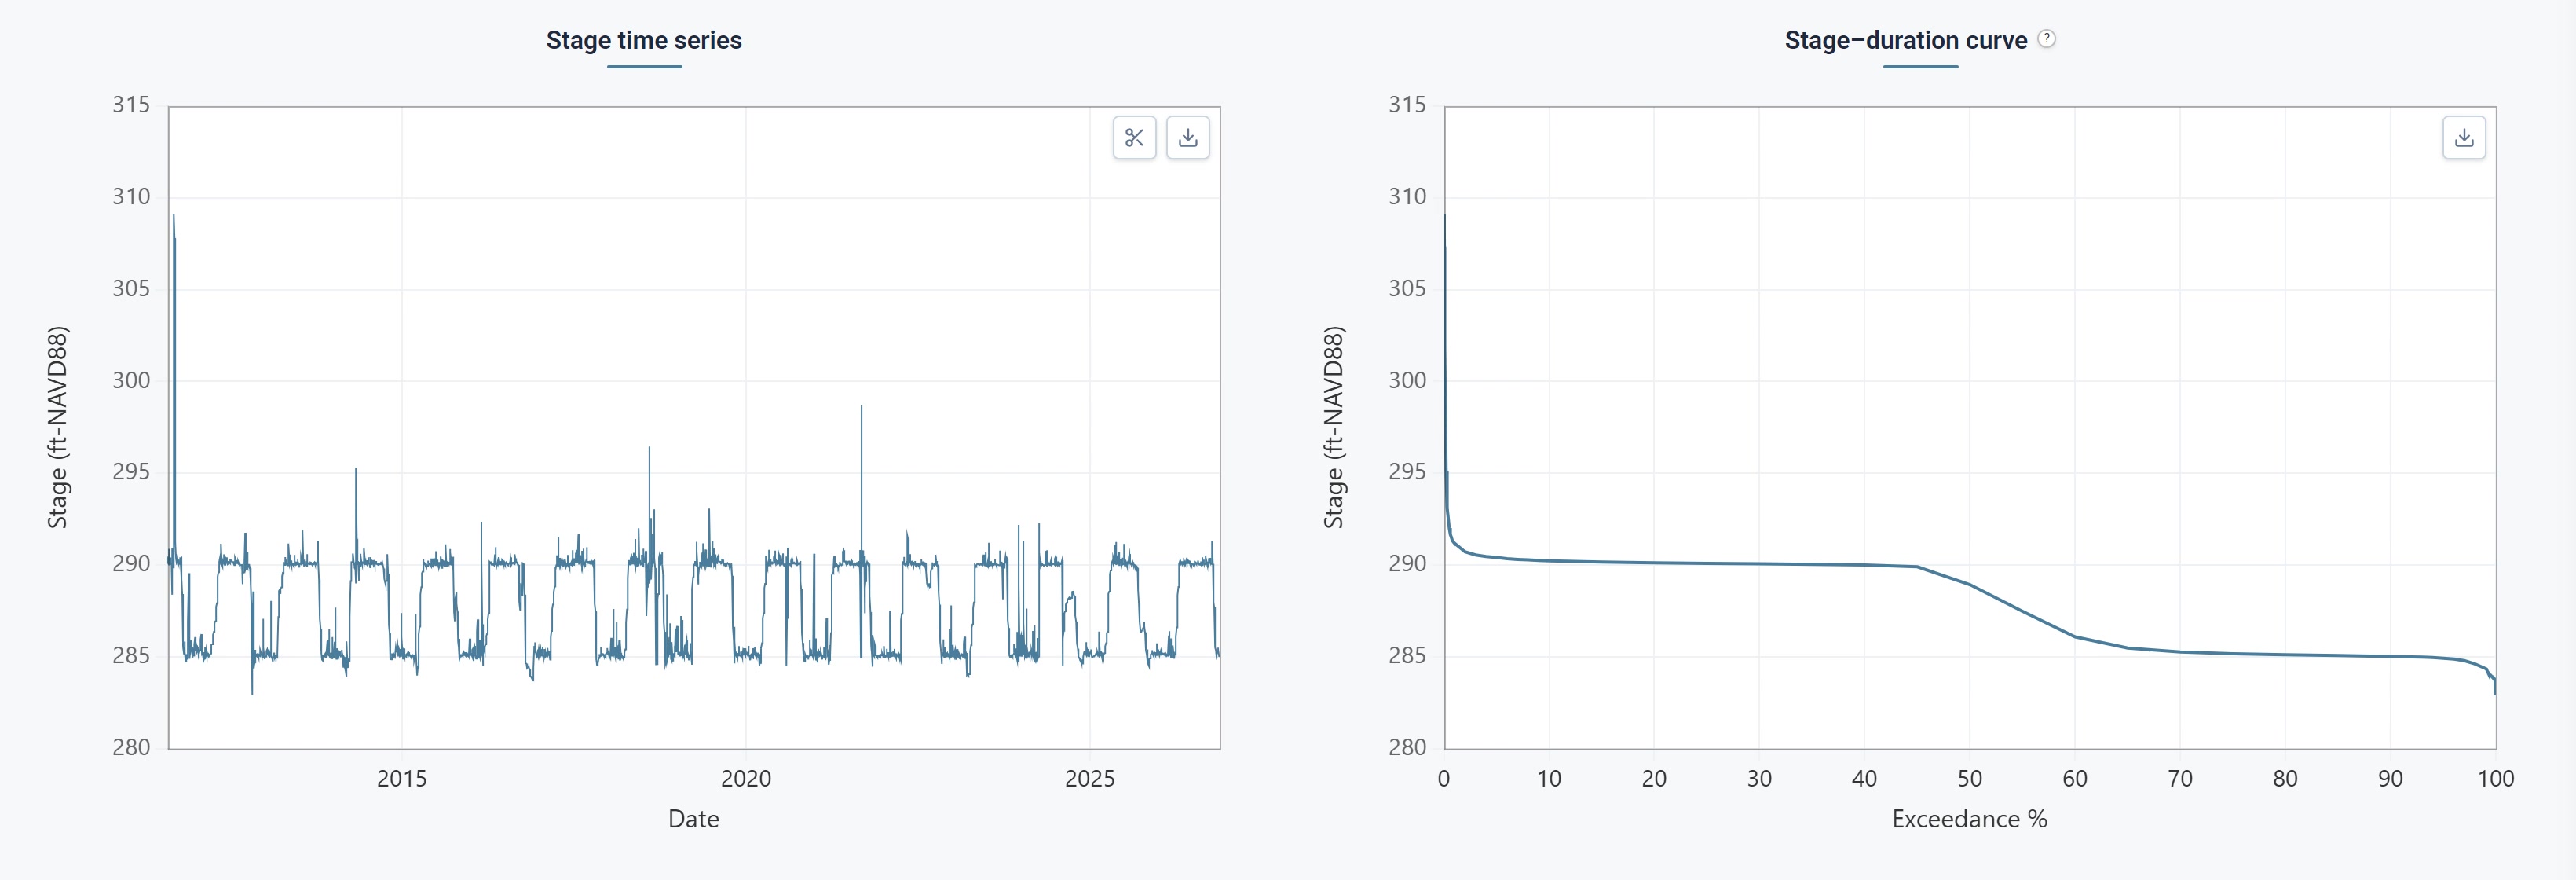 Stage time series
315
310
305
300
295
290
285
280
Stage (ft-NAVD88)
2015 2020 2025
Date
Stage–duration curve ?
315
310
305
300
295
290
285
280
Stage (ft-NAVD88)
0 10 20 30 40 50 60 70 80 90 100
Exceedance %